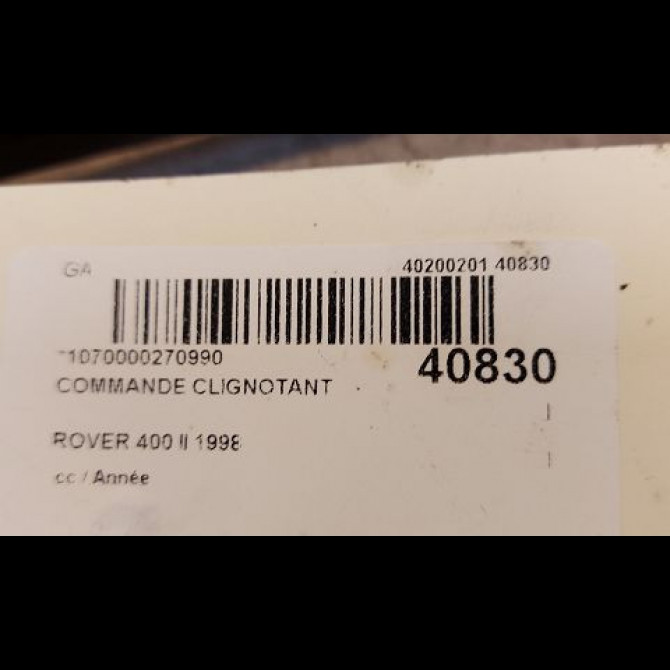 GA 40200201 40830
1070000270990 40830
COMMANDE CLIGNOTANT
ROVER 400 II 1998
cc / Année